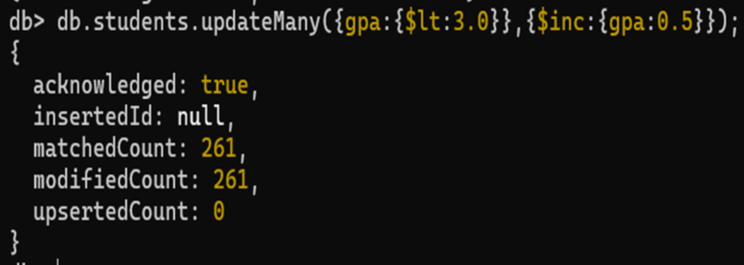 db> db.students.updateMany({gpa:{$lt:3.0}},{$inc:{gpa:0.5}});
{
  acknowledged: true,
  insertedId: null,
  matchedCount: 261,
  modifiedCount: 261,
  upsertedCount: 0
}